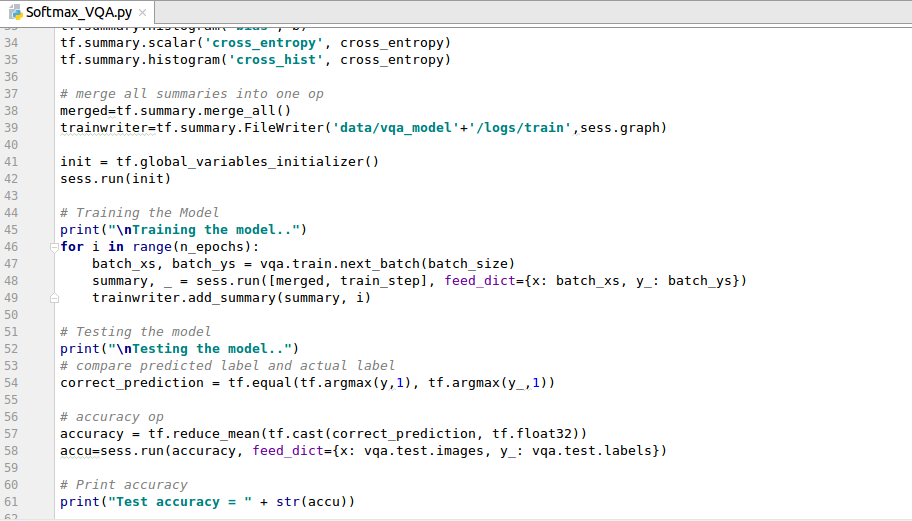 Softmax_VQA.py ×
34 tf.summary.scalar('cross_entropy', cross_entropy)
35 tf.summary.histogram('cross_hist', cross_entropy)
36
37 # merge all summaries into one op
38 merged=tf.summary.merge_all()
39 trainwriter=tf.summary.FileWriter('data/vqa_model'+'/logs/train',sess.graph)
40
41 init = tf.global_variables_initializer()
42 sess.run(init)
43
44 # Training the Model
45 print("\nTraining the model..")
46 for i in range(n_epochs):
47     batch_xs, batch_ys = vqa.train.next_batch(batch_size)
48     summary, _ = sess.run([merged, train_step], feed_dict={x: batch_xs, y_: batch_ys})
49     trainwriter.add_summary(summary, i)
50
51 # Testing the model
52 print("\nTesting the model..")
53 # compare predicted label and actual label
54 correct_prediction = tf.equal(tf.argmax(y,1), tf.argmax(y_,1))
55
56 # accuracy op
57 accuracy = tf.reduce_mean(tf.cast(correct_prediction, tf.float32))
58 accu=sess.run(accuracy, feed_dict={x: vqa.test.images, y_: vqa.test.labels})
59
60 # Print accuracy
61 print("Test accuracy = " + str(accu))
62